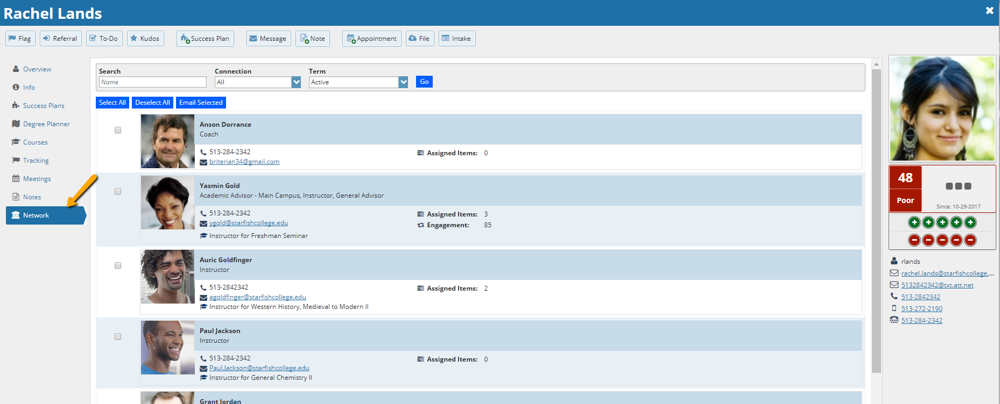 Rachel Lands
Flag Referral To-Do Kudos Success Plan Message Note Appointment File Intake
Overview
Info
Success Plans
Degree Planner
Courses
Tracking
Meetings
Notes
Network
Search Connection Term
Name All Active Go
Select All Deselect All Email Selected
Anson Dorrance
Coach
513-284-2342
briterian34@gmail.com
Assigned Items: 0
Yasmin Gold
Academic Advisor - Main Campus, Instructor, General Advisor
513-284-2342
ygold@starfishcollege.edu
Instructor for Freshman Seminar
Assigned Items: 3
Engagement: 85
Auric Goldfinger
Instructor
513-2842342
agoldfinger@starfishcollege.edu
Instructor for Western History, Medieval to Modern II
Assigned Items: 2
Paul Jackson
Instructor
513-284-2342
Paul.Jackson@starfishcollege.edu
Instructor for General Chemistry II
Assigned Items: 0
Grant Jordan
48
Poor
Since: 10-29-2017
rlands
rachel.lands@starfishcollege....
5132842342@txt.att.net
513-2842342
513-272-2190
513-284-2342